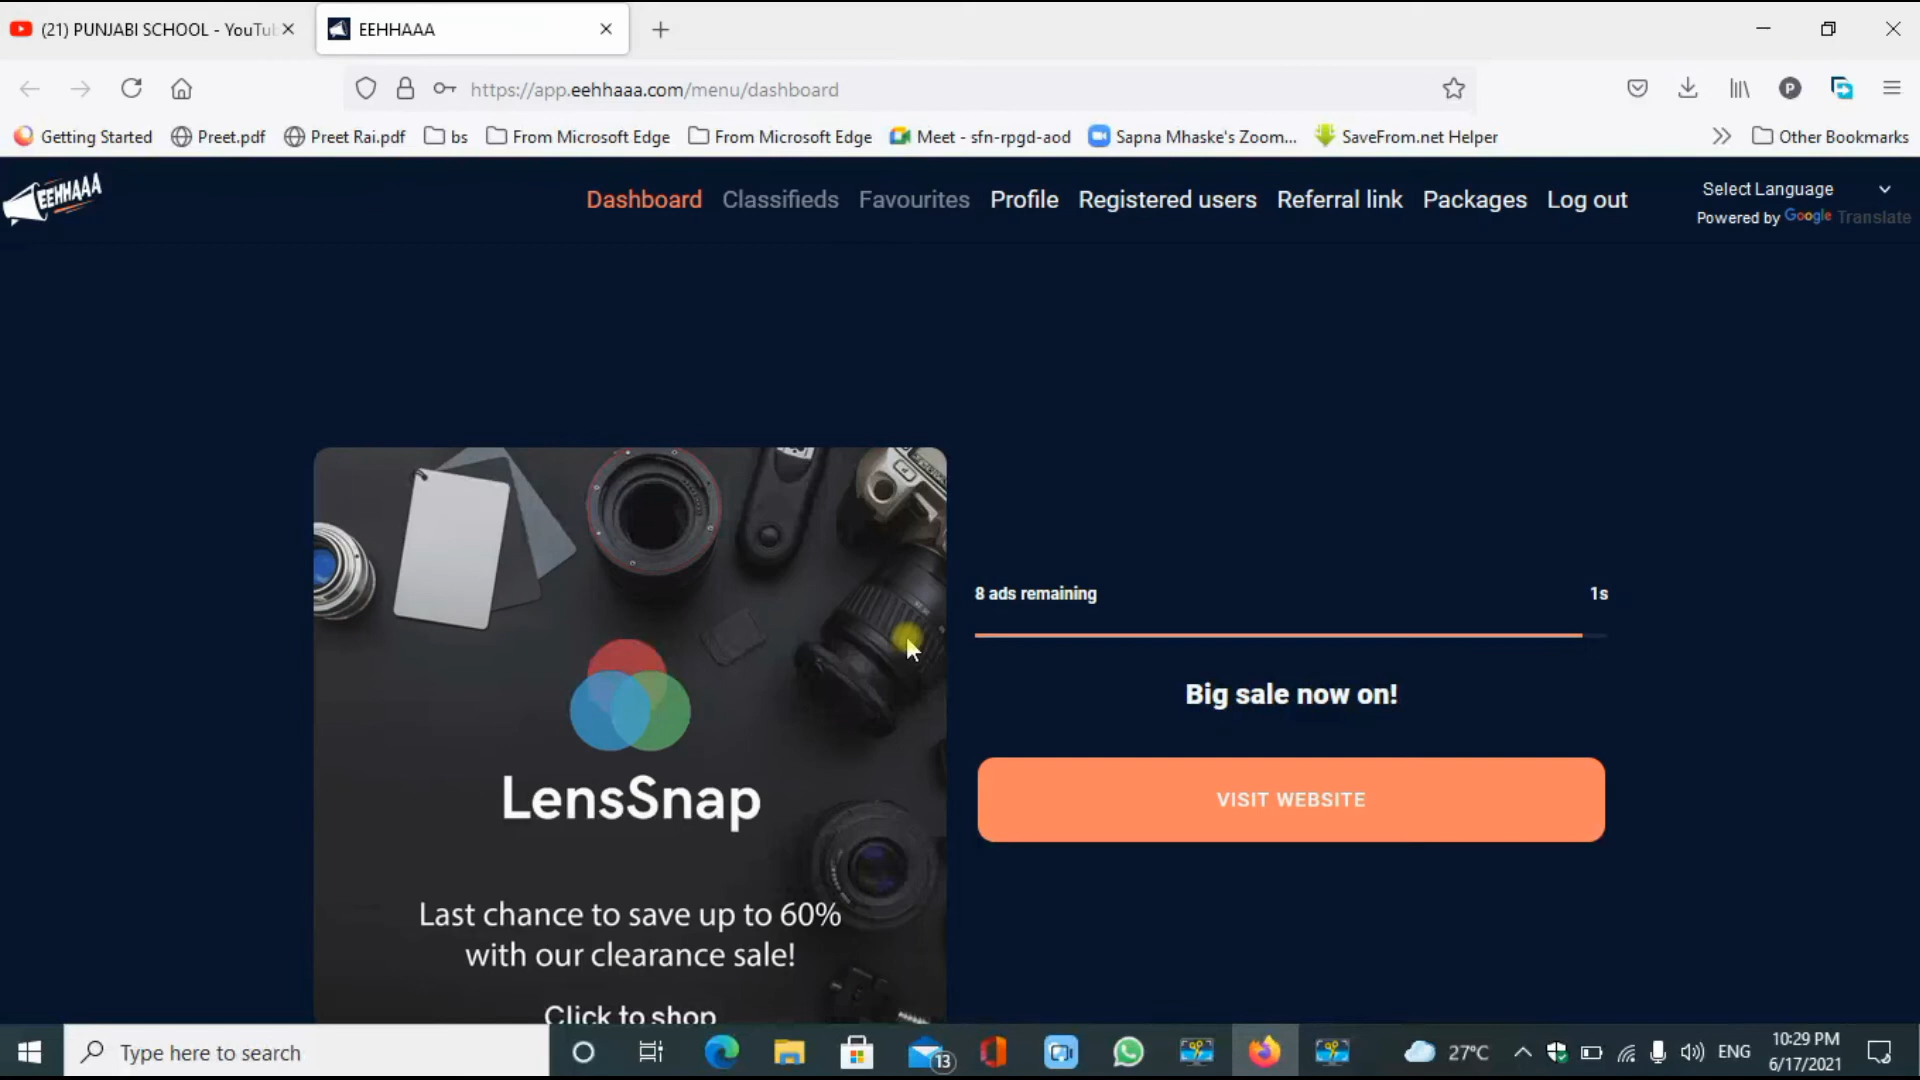 (21) PUNJABI SCHOOL - YouTu
EEHHAAA
https://app.eehhaaa.com/menu/dashboard
Getting Started
Preet.pdf
Preet Rai.pdf
bs
From Microsoft Edge
From Microsoft Edge
Meet - sfn-rpgd-aod
Sapna Mhaske's Zoom...
SaveFrom.net Helper
Other Bookmarks
P
EEHHAAA
Dashboard
Classifieds
Favourites
Profile
Registered users
Referral link
Packages
Log out
Select Language
Powered by Google Translate
8 ads remaining
1s
Big sale now on!
VISIT WEBSITE
LensSnap
Last chance to save up to 60%
with our clearance sale!
Click to shop
Type here to search
13
27°C
ENG
10:29 PM
6/17/2021